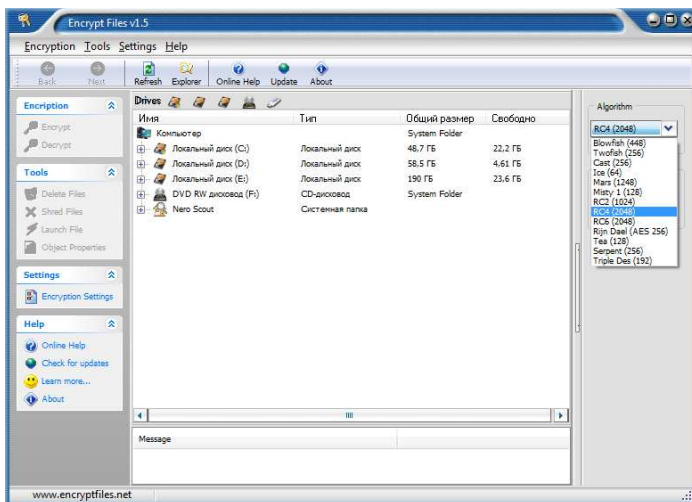 Encrypt Files v1.5
Encryption Tools Settings Help
Back Next Refresh Explorer Online Help Update About
Encription
Encrypt
Decrypt
Tools
Delete Files
Shred Files
Launch File
Object Properties
Settings
Encryption Settings
Help
Online Help
Check for updates
Learn more...
About
Drives
Имя Тип Общий размер Свободно
Компьютер System Folder
Локальный диск (C:) Локальный диск 48,7 ГБ 22,2 ГБ
Локальный диск (D:) Локальный диск 58,5 ГБ 4,61 ГБ
Локальный диск (E:) Локальный диск 190 ГБ 23,6 ГБ
DVD RW дисковод (F:) CD-дисковод System Folder
Nero Scout Системная папка
Message
Algorithm
RC4 (2048)
Blowfish (448)
Twofish (256)
Cast (256)
Ice (64)
Mars (1248)
Misty 1 (128)
RC2 (1024)
RC4 (2048)
RC6 (2048)
Rijn Dael (AES 256)
Tea (128)
Serpent (256)
Triple Des (192)
www.encryptfiles.net